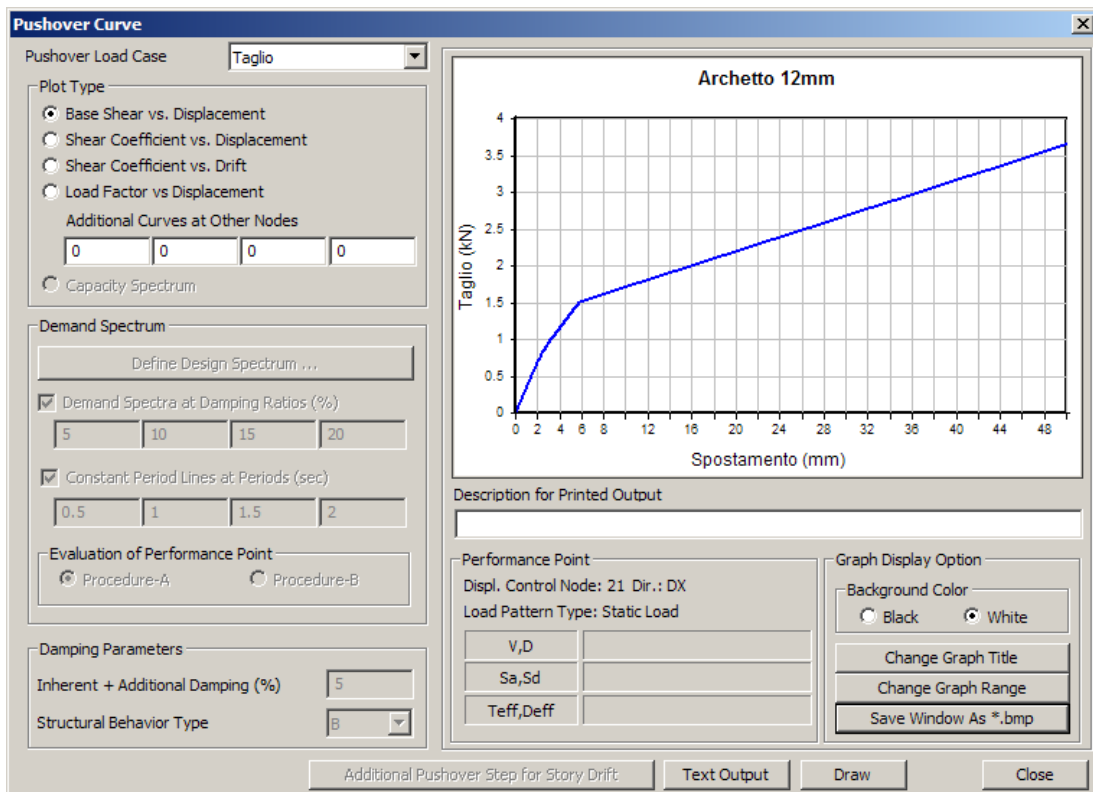 Pushover Curve
Pushover Load Case
Taglio
Plot Type
Base Shear vs. Displacement
Shear Coefficient vs. Displacement
Shear Coefficient vs. Drift
Load Factor vs Displacement
Additional Curves at Other Nodes
0 0 0 0
Capacity Spectrum
Demand Spectrum
Define Design Spectrum ...
Demand Spectra at Damping Ratios (%)
5 10 15 20
Constant Period Lines at Periods (sec)
0.5 1 1.5 2
Evaluation of Performance Point
Procedure-A Procedure-B
Damping Parameters
Inherent + Additional Damping (%) 5
Structural Behavior Type B
Archetto 12mm
Taglio (kN)
4
3.5
3
2.5
2
1.5
1
0.5
0
0 2 4 6 8 12 16 20 24 28 32 36 40 44 48
Spostamento (mm)
Description for Printed Output
Performance Point
Displ. Control Node: 21 Dir.: DX
Load Pattern Type: Static Load
V,D
Sa,Sd
Teff,Deff
Graph Display Option
Background Color
Black White
Change Graph Title
Change Graph Range
Save Window As *.bmp
Additional Pushover Step for Story Drift
Text Output
Draw
Close